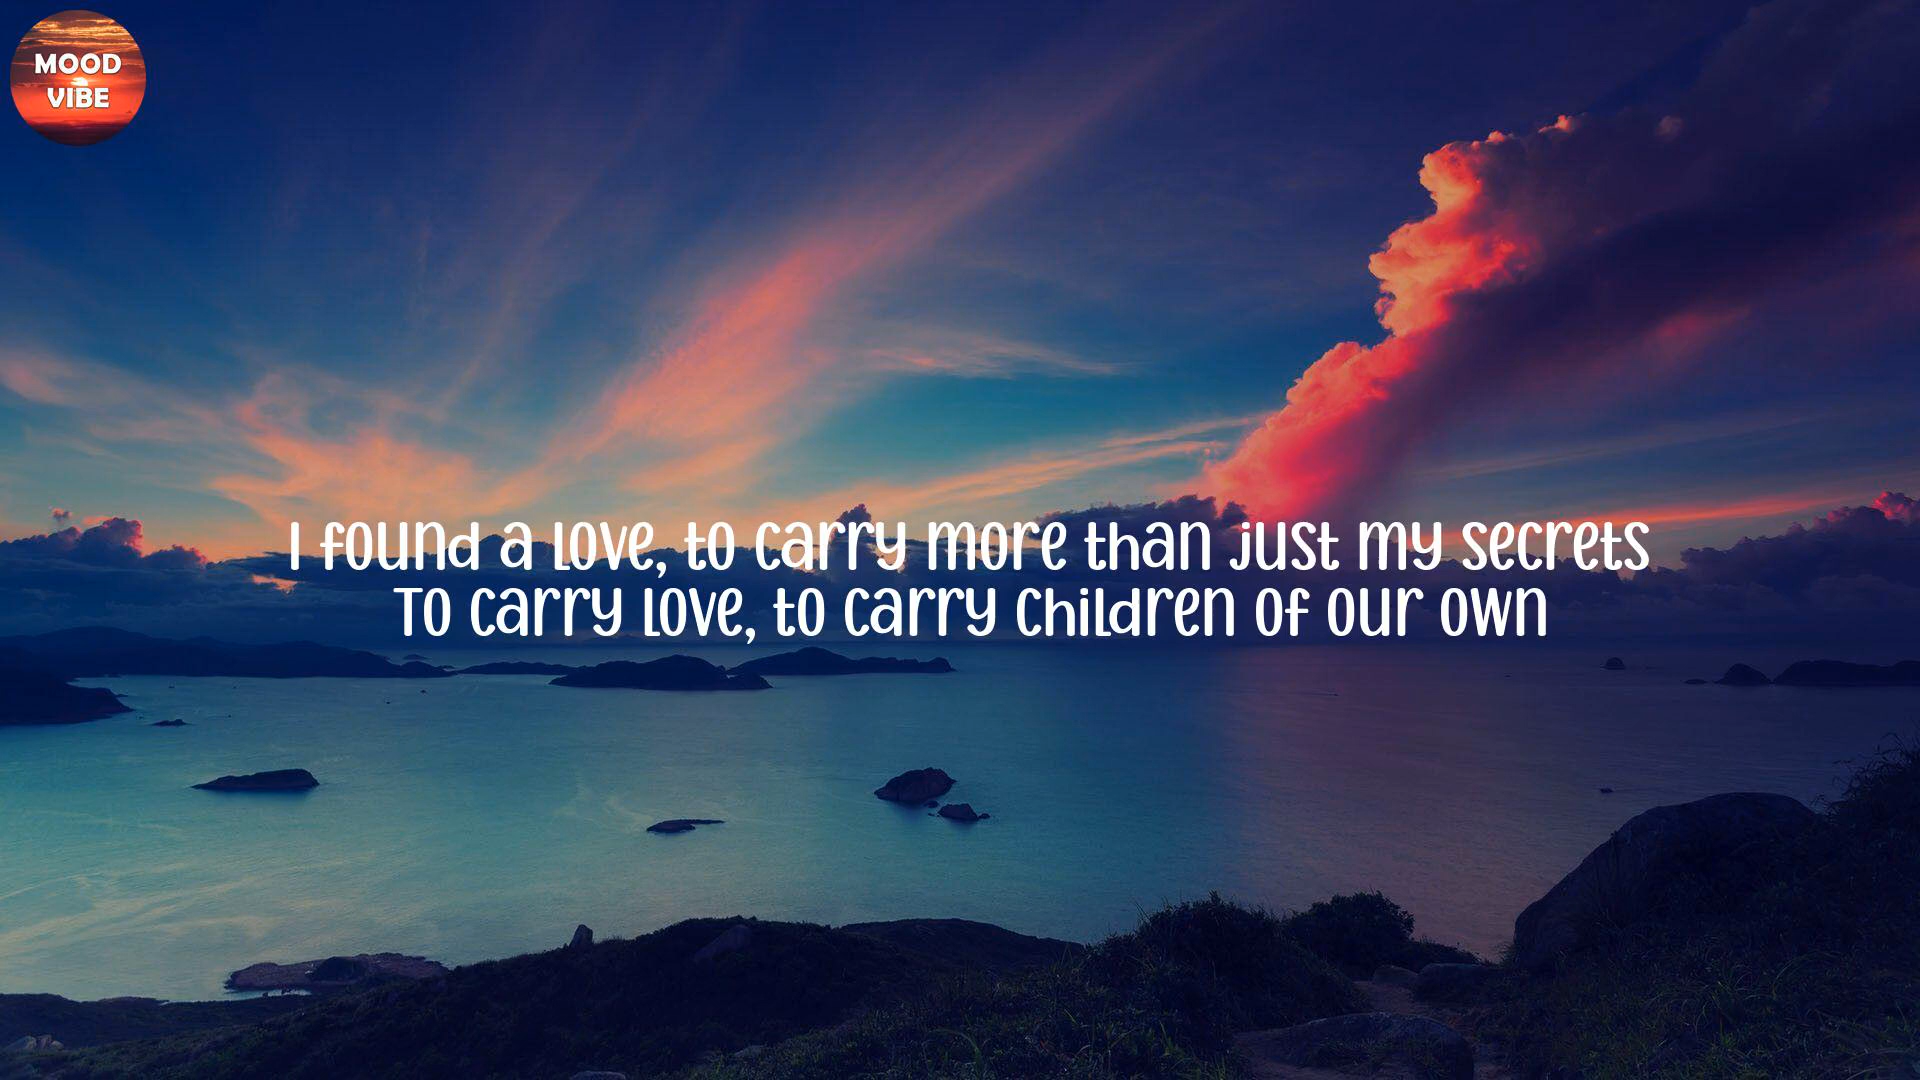 MOOD
VIBE
I found a love, to carry more than just my secrets
To carry love, to carry children of our own